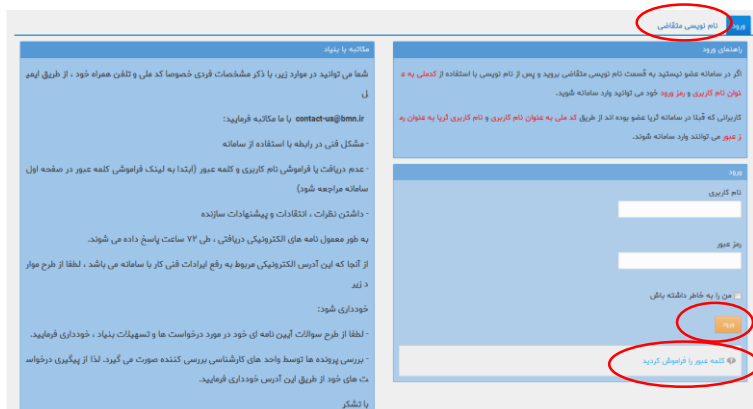 ورود
نام نویسی متقاضی
راهنمای ورود
اگر در سامانه عضو نیستید به قسمت نام نویسی متقاضی بروید و پس از نام نویسی با استفاده از کدملی به ع
نوان نام کاربری و رمز ورود خود می توانید وارد سامانه شوید.
کاربرانی که قبلا در سامانه ثریا عضو بوده اند از طریق کد ملی به عنوان نام کاربری و نام کاربری ثریا به عنوان رم
ز عبور می توانند وارد سامانه شوند.
ورود
نام کاربری
رمز عبور
من را به خاطر داشته باش
ورود
کلمه عبور را فراموش کردید
مکاتبه با بنیاد
شما می توانید در موارد زیر، با ذکر مشخصات فردی خصوصا کد ملی و تلفن همراه خود ، از طریق ایمی
ل
contact-us@bmn.ir با ما مکاتبه فرمایید:
- مشکل فنی در رابطه با استفاده از سامانه
- عدم دریافت یا فراموشی نام کاربری و کلمه عبور (ابتدا به لینک فراموشی کلمه عبور در صفحه اول
سامانه مراجعه شود)
- داشتن نظرات ، انتقادات و پیشنهادات سازنده
به طور معمول نامه های الکترونیکی دریافتی ، طی ۷۲ ساعت پاسخ داده می شوند.
از آنجا که این آدرس الکترونیکی مربوط به رفع ایرادات فنی کار با سامانه می باشد ، لطفا از طرح موار
د زیر
خودداری شود:
- لطفا از طرح سوالات آیین نامه ای خود در مورد درخواست ها و تسهیلات بنیاد ، خودداری فرمایید.
- بررسی پرونده ها توسط واحد های کارشناسی بررسی کننده صورت می گیرد. لذا از پیگیری درخواس
ت های خود از طریق این آدرس خودداری فرمایید.
با تشکر